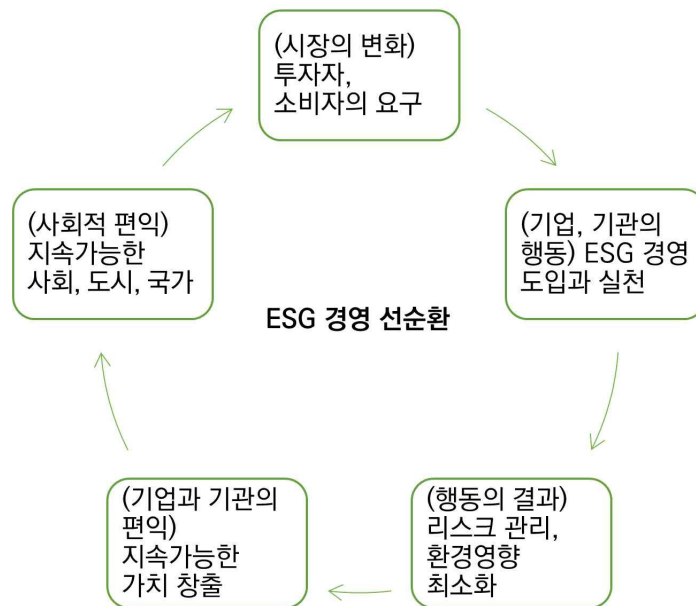 (시장의 변화)
투자자,
소비자의 요구
(기업, 기관의
행동) ESG 경영
도입과 실천
(행동의 결과)
리스크 관리,
환경영향
최소화
(기업과 기관의
편익)
지속가능한
가치 창출
(사회적 편익)
지속가능한
사회, 도시, 국가
ESG 경영 선순환